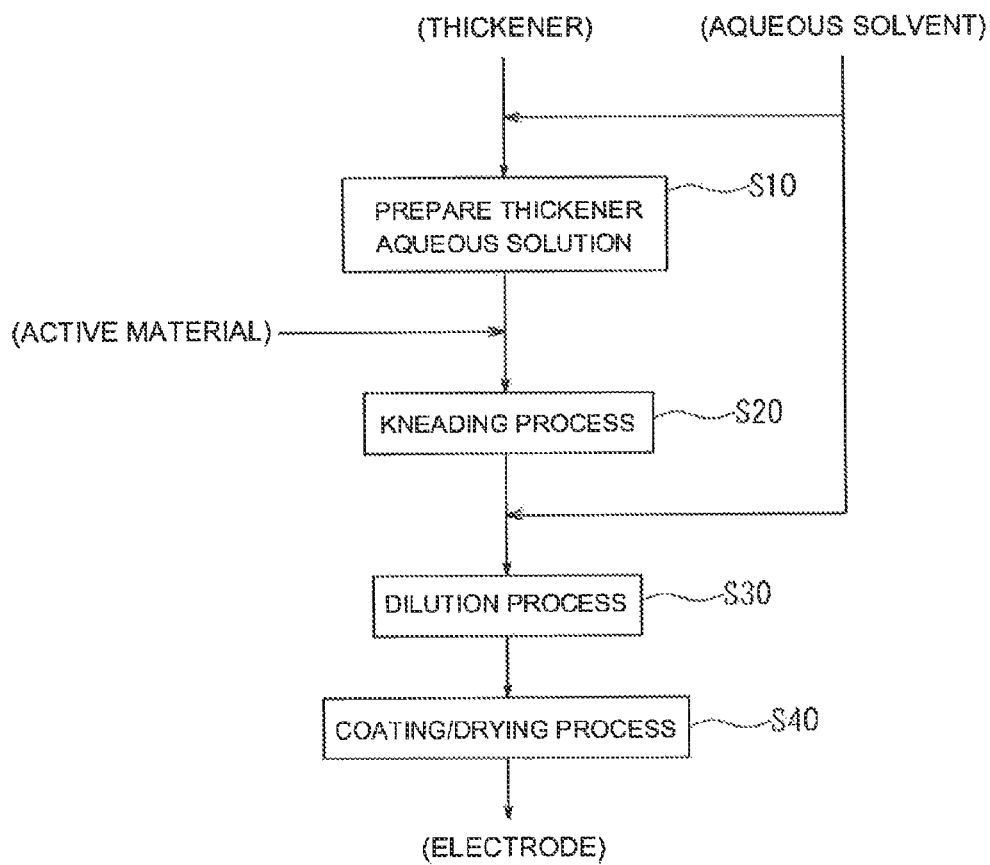 (THICKENER)
(AQUEOUS SOLVENT)
PREPARE THICKENER
AQUEOUS SOLUTION
S10
(ACTIVE MATERIAL)
KNEADING PROCESS
S20
DILUTION PROCESS
S30
COATING/DRYING PROCESS
S40
(ELECTRODE)